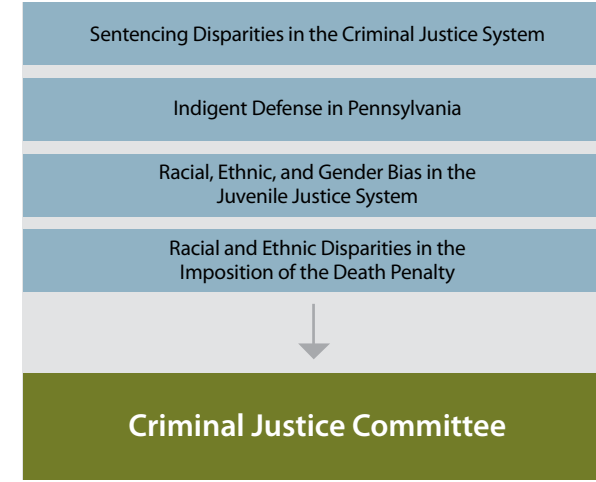 Sentencing Disparities in the Criminal Justice System
Indigent Defense in Pennsylvania
Racial, Ethnic, and Gender Bias in the
Juvenile Justice System
Racial and Ethnic Disparities in the
Imposition of the Death Penalty
Criminal Justice Committee